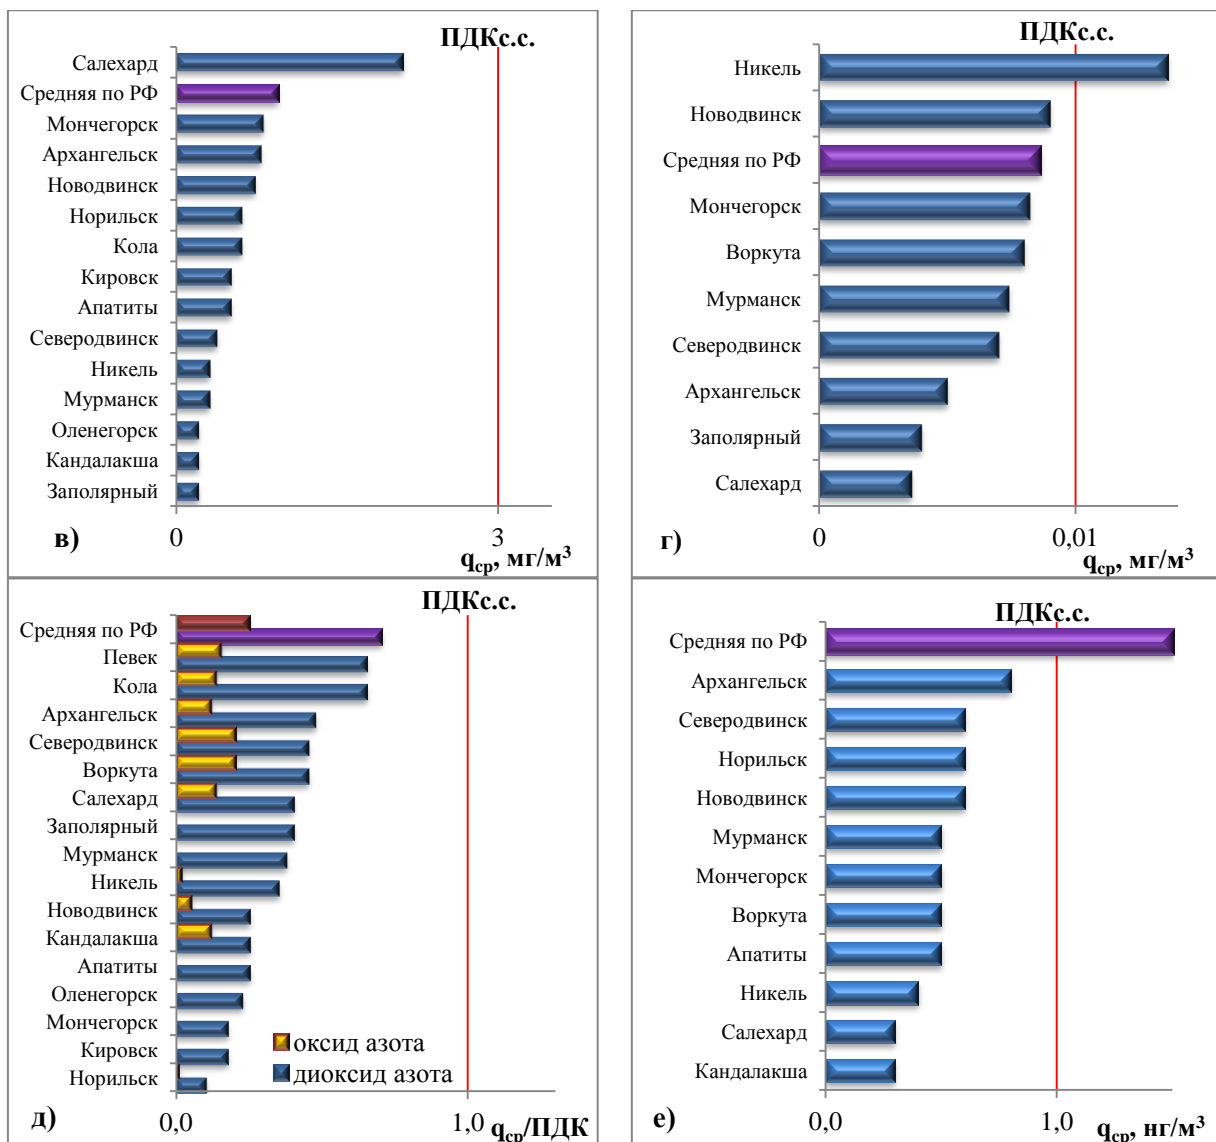 ПДКс.с.
Салехард
Средняя по РФ
Мончегорск
Архангельск
Новодвинск
Норильск
Кола
Кировск
Апатиты
Северодвинск
Никель
Мурманск
Оленегорск
Кандалакша
Заполярный
0 3
в) qср, мг/м³
ПДКс.с.
Никель
Новодвинск
Средняя по РФ
Мончегорск
Воркута
Мурманск
Северодвинск
Архангельск
Заполярный
Салехард
0 0,01
г) qср, мг/м³
ПДКс.с.
Средняя по РФ
Певек
Кола
Архангельск
Северодвинск
Воркута
Салехард
Заполярный
Мурманск
Никель
Новодвинск
Кандалакша
Апатиты
Оленегорск
Мончегорск
Кировск
Норильск
оксид азота
диоксид азота
0,0 1,0
д) qср/ПДК
ПДКс.с.
Средняя по РФ
Архангельск
Северодвинск
Норильск
Новодвинск
Мурманск
Мончегорск
Воркута
Апатиты
Никель
Салехард
Кандалакша
0,0 1,0
е) qср, нг/м³